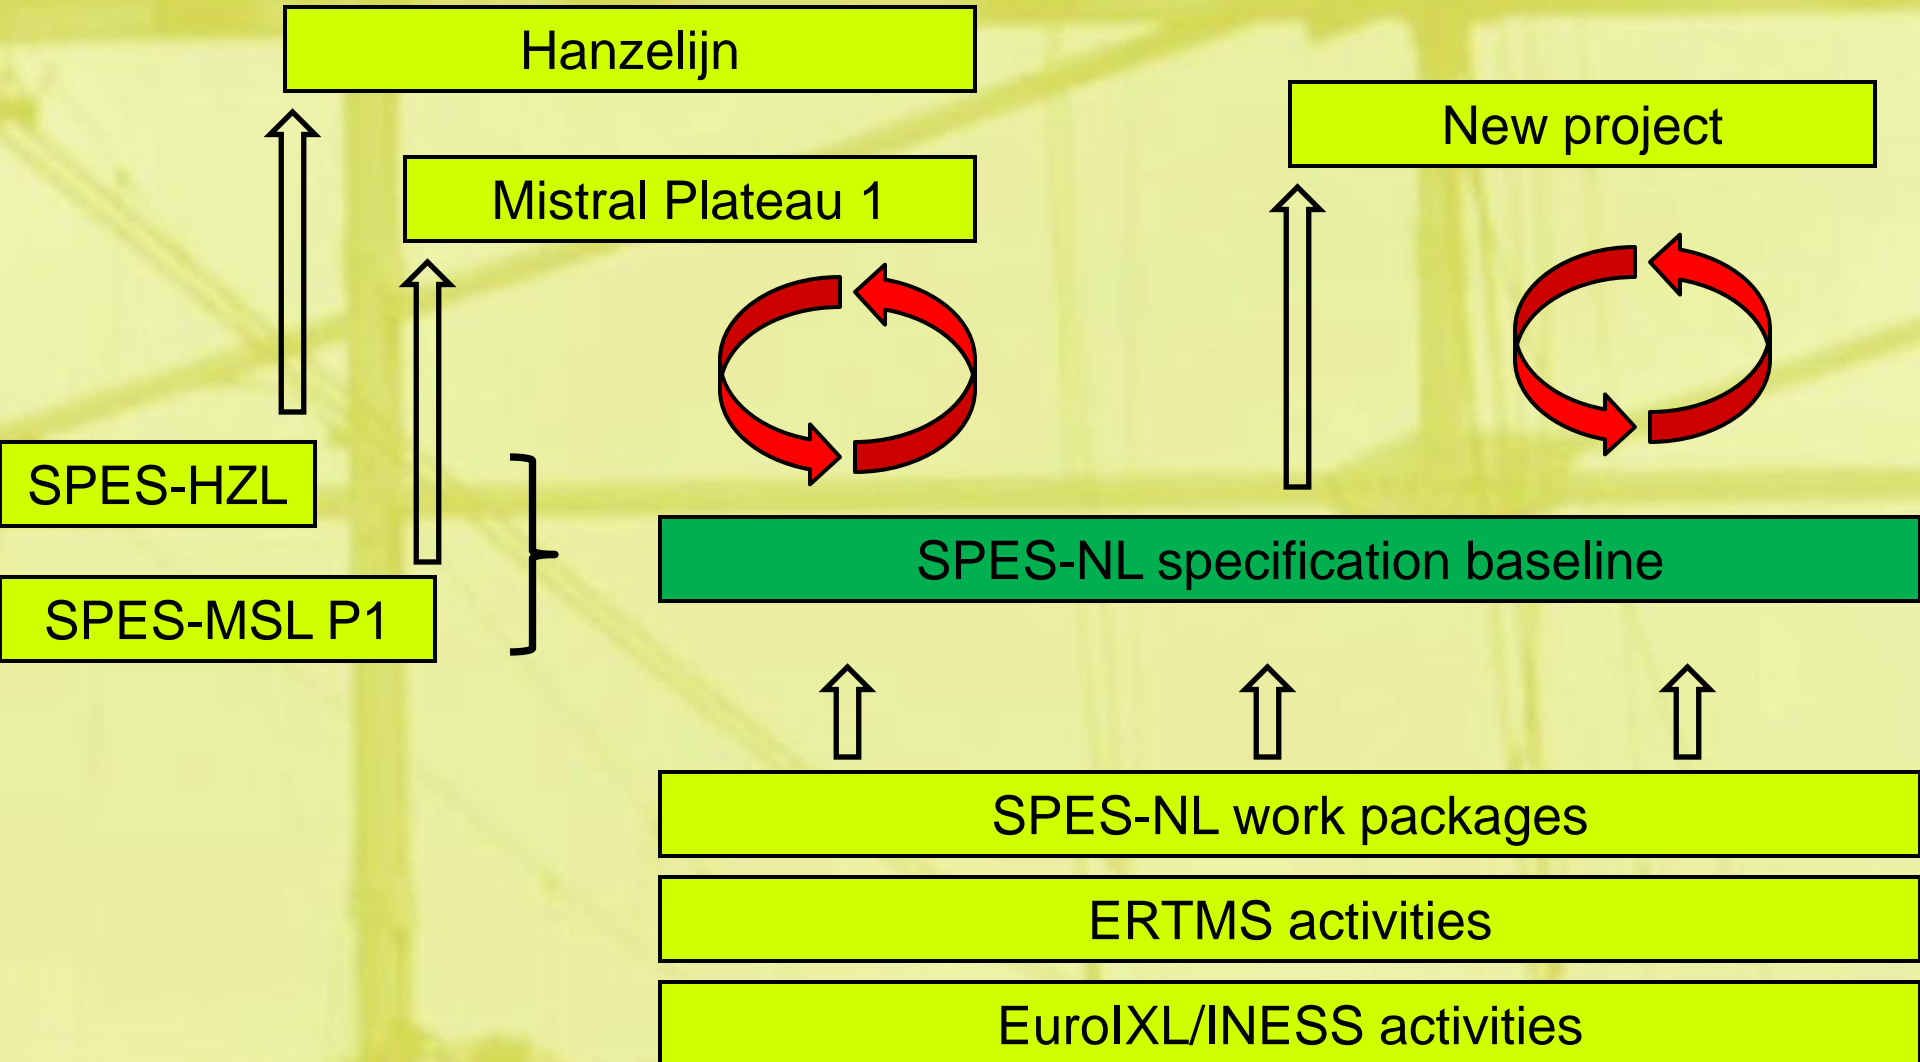 Hanzelijn
New project
Mistral Plateau 1
SPES-HZL
SPES-NL specification baseline
SPES-MSL P1
SPES-NL work packages
ERTMS activities
EuroIXL/INESS activities